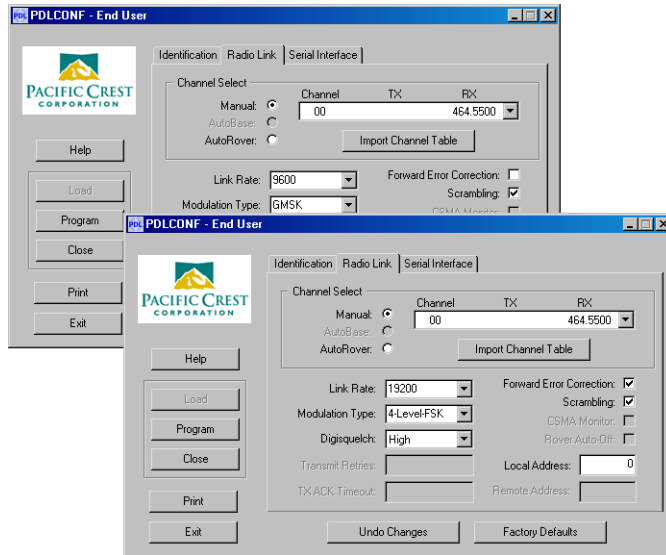 PDL PDLCONF - End User
PACIFIC CREST
CORPORATION
Help
Load
Program
Close
Print
Exit
Identification Radio Link Serial Interface
Channel Select
Channel TX RX
Manual: 00 464.5500
AutoBase:
AutoRover: Import Channel Table
Link Rate: 9600 Forward Error Correction:
Scrambling:
Modulation Type: GMSK CSMA Monitor:
PDL PDLCONF - End User
PACIFIC CREST
CORPORATION
Help
Load
Program
Close
Print
Exit
Identification Radio Link Serial Interface
Channel Select
Channel TX RX
Manual: 00 464.5500
AutoBase:
AutoRover: Import Channel Table
Link Rate: 19200 Forward Error Correction:
Scrambling:
Modulation Type: 4-Level-FSK CSMA Monitor:
Digisquelch: High Rover Auto-Off:
Transmit Retries: Local Address: 0
TX ACK Timeout: Remote Address:
Undo Changes Factory Defaults